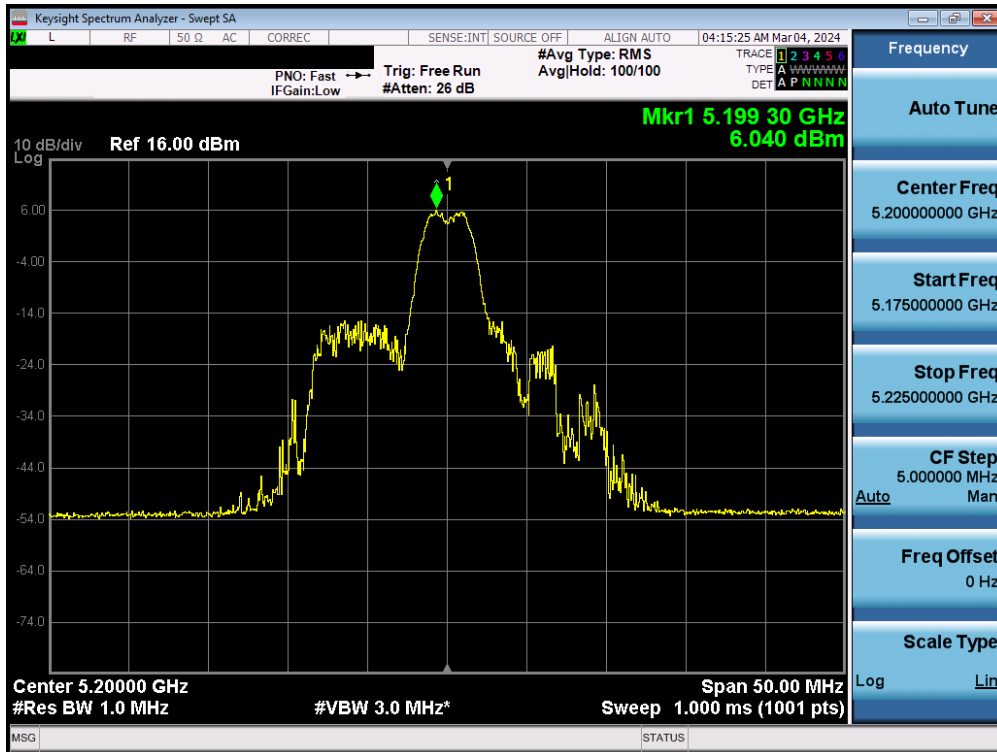 Keysight Spectrum Analyzer - Swept SA
LXI L RF 50 Ω AC CORREC SENSE:INT SOURCE OFF ALIGN AUTO 04:15:25 AM Mar 04, 2024
PNO: Fast
IFGain:Low
Trig: Free Run
#Atten: 26 dB
#Avg Type: RMS
Avg|Hold: 100/100
TRACE 1 2 3 4 5 6
TYPE A WWWWW
DET A P N N N N
Mkr1 5.199 30 GHz
6.040 dBm
10 dB/div Ref 16.00 dBm
Log
1
6.00
-4.00
-14.0
-24.0
-34.0
-44.0
-54.0
-64.0
-74.0
Center 5.20000 GHz Span 50.00 MHz
#Res BW 1.0 MHz #VBW 3.0 MHz* Sweep 1.000 ms (1001 pts)
MSG STATUS
Frequency
Auto Tune
Center Freq
5.200000000 GHz
Start Freq
5.175000000 GHz
Stop Freq
5.225000000 GHz
CF Step
5.000000 MHz
Auto Man
Freq Offset
0 Hz
Scale Type
Log Lin